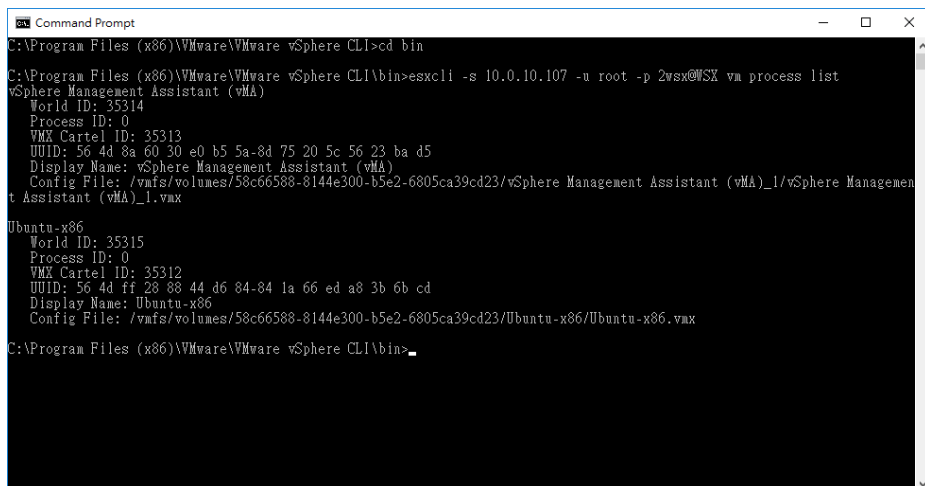 Command Prompt
C:\Program Files (x86)\VMware\VMware vSphere CLI>cd bin
C:\Program Files (x86)\VMware\VMware vSphere CLI\bin>esxcli -s 10.0.10.107 -u root -p 2wsx@WSX vm process list
vSphere Management Assistant (vMA)
World ID: 35314
Process ID: 0
VMX Cartel ID: 35313
UUID: 56 4d 8a 60 30 e0 b5 5a-8d 75 20 5c 56 23 ba d5
Display Name: vSphere Management Assistant (vMA)
Config File: /vmfs/volumes/58c66588-8144e300-b5e2-6805ca39cd23/vSphere Management Assistant (vMA)_1/vSphere Managemen
t Assistant (vMA)_1.vmx
Ubuntu-x86
World ID: 35315
Process ID: 0
VMX Cartel ID: 35312
UUID: 56 4d ff 28 88 44 d6 84-84 1a 66 ed a8 3b 6b cd
Display Name: Ubuntu-x86
Config File: /vmfs/volumes/58c66588-8144e300-b5e2-6805ca39cd23/Ubuntu-x86/Ubuntu-x86.vmx
C:\Program Files (x86)\VMware\VMware vSphere CLI\bin>